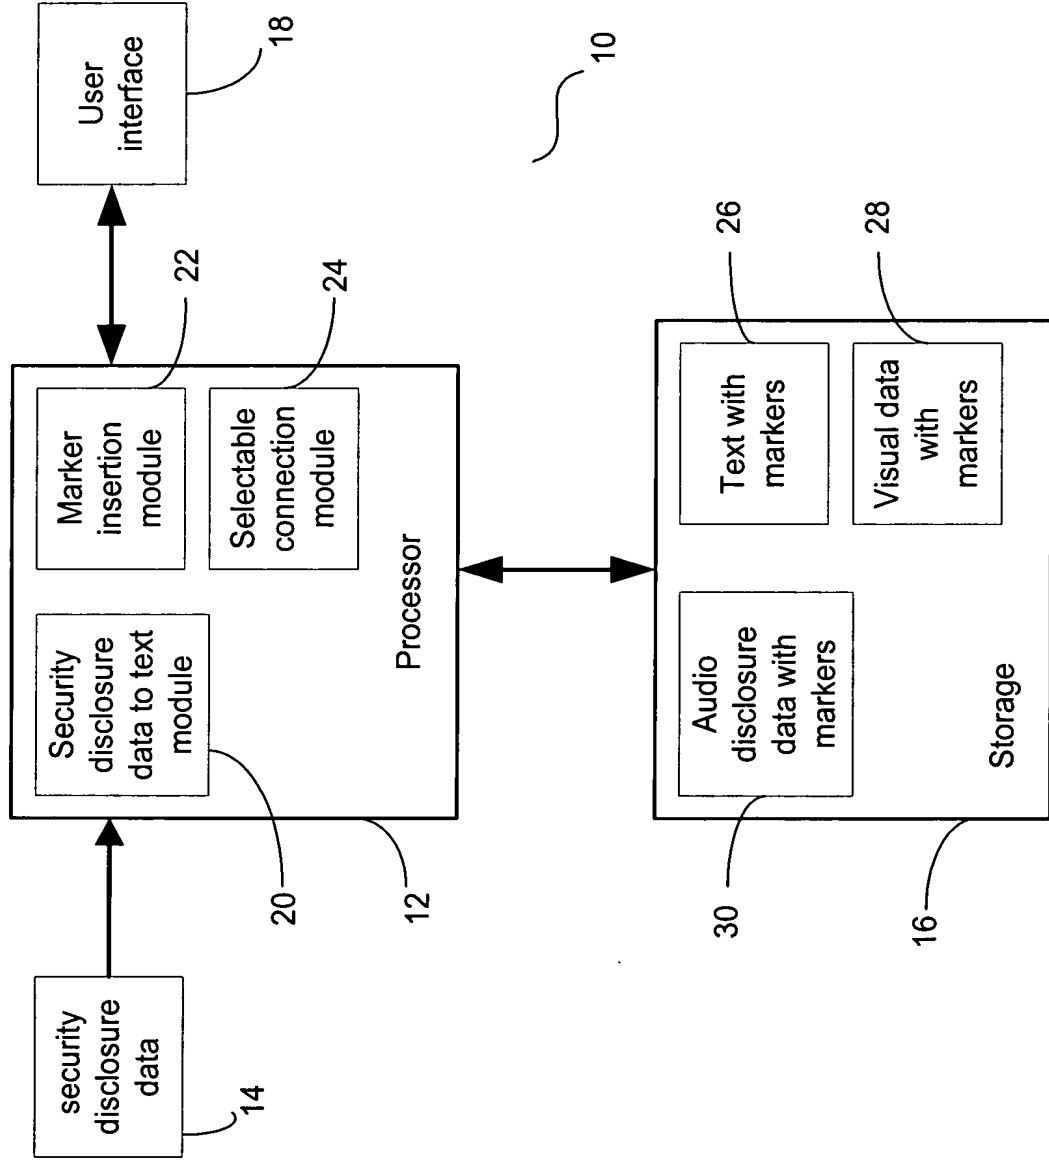 security
disclosure
data
14
Security
disclosure
data to text
module
20
Marker
insertion
module
22
Selectable
connection
module
24
Processor
12
User
interface
18
10
Audio
disclosure
data with
markers
30
Text with
markers
26
Visual data
with
markers
28
Storage
16